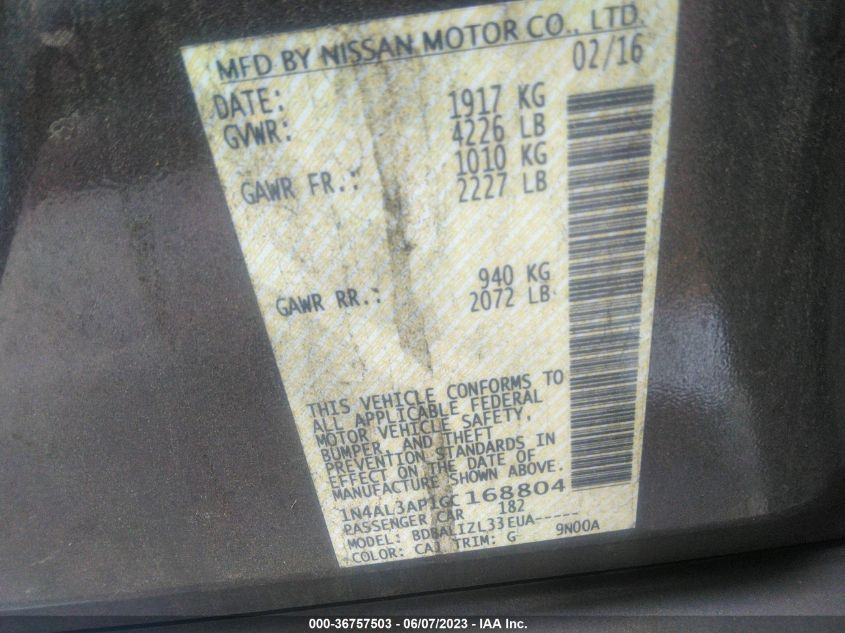 MFD BY NISSAN MOTOR CO., LTD.
DATE: 02/16
GVWR: 1917 KG
4226 LB
GAWR FR.: 1010 KG
2227 LB
GAWR RR.: 940 KG
2072 LB
THIS VEHICLE CONFORMS TO
ALL APPLICABLE FEDERAL
MOTOR VEHICLE SAFETY,
BUMPER, AND THEFT
PREVENTION STANDARDS IN
EFFECT ON THE DATE OF
MANUFACTURE SHOWN ABOVE.
1N4AL3AP1GC168804
PASSENGER CAR 182
MODEL: BDBALIZL33EUA-----
COLOR: CAJ TRIM: G 9N00A
000-36757503 - 06/07/2023 - IAA Inc.